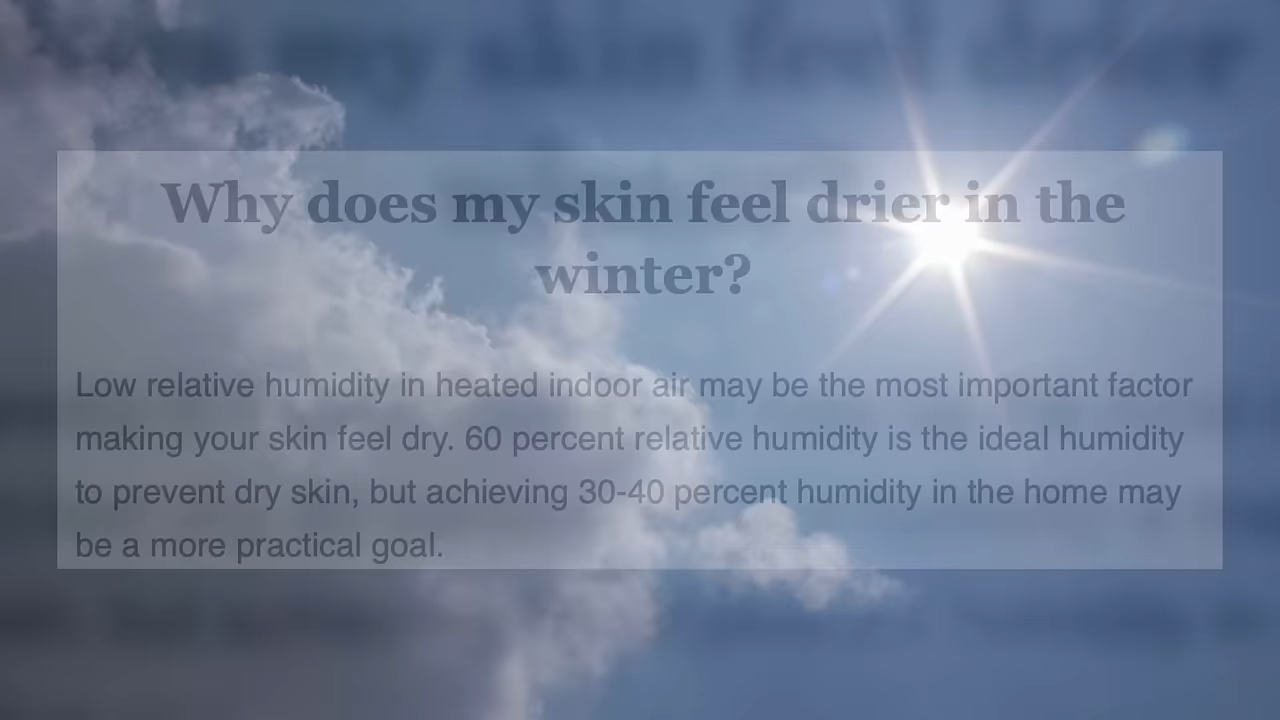 Why does my skin feel drier in the
winter?
Low relative humidity in heated indoor air may be the most important factor
making your skin feel dry. 60 percent relative humidity is the ideal humidity
to prevent dry skin, but achieving 30-40 percent humidity in the home may
be a more practical goal.